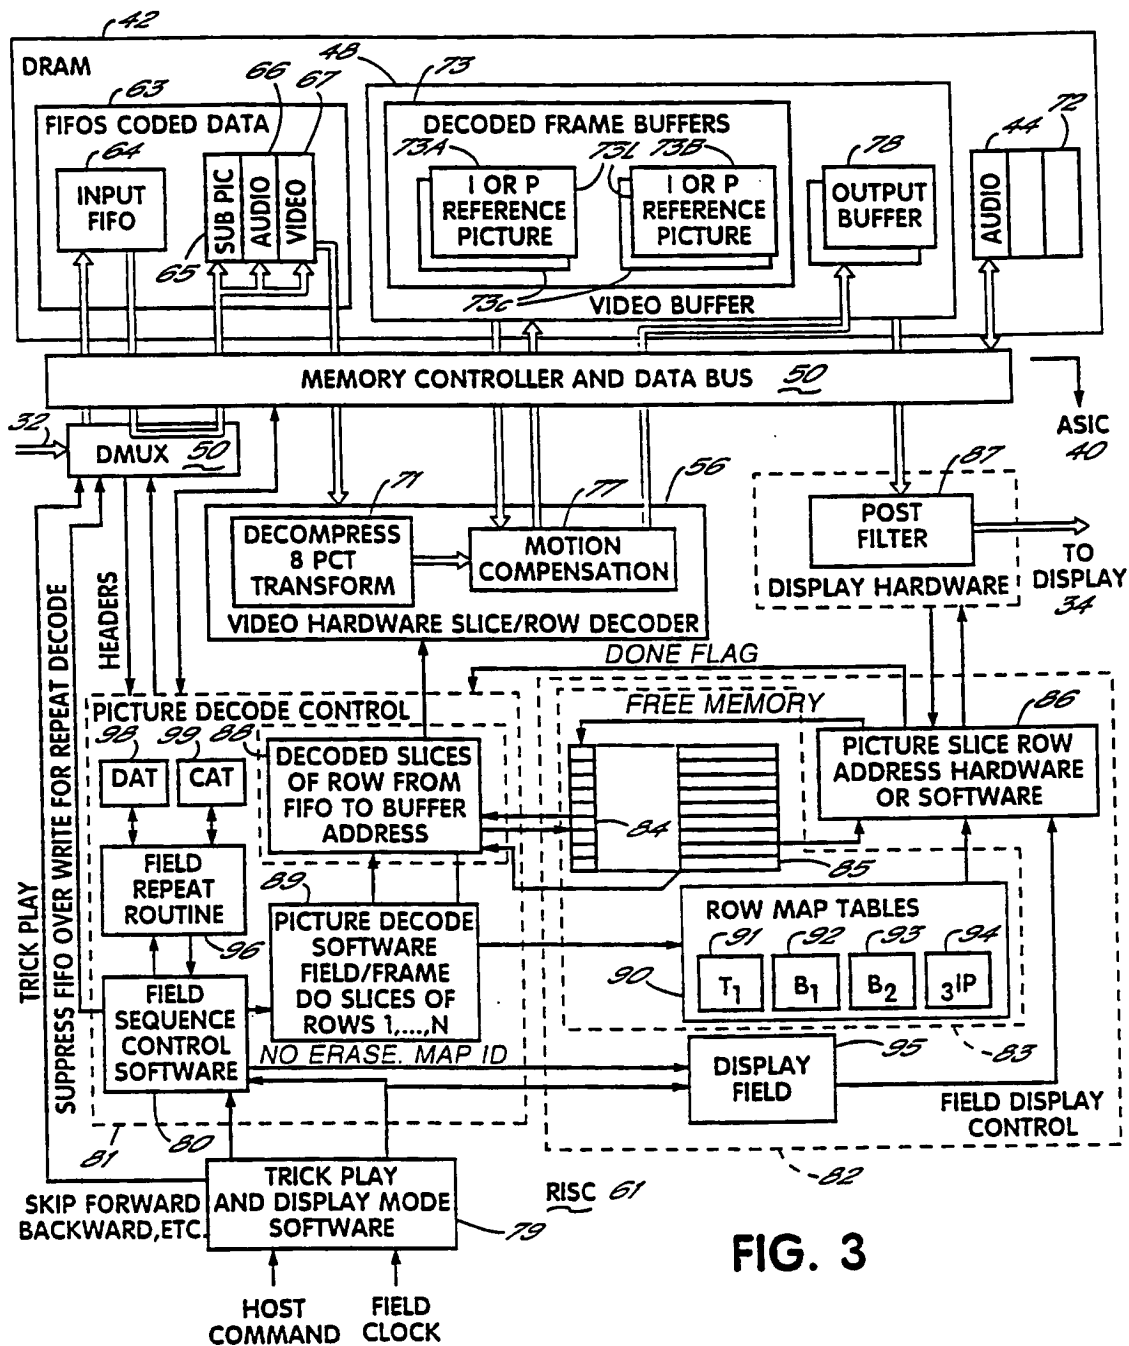 42
DRAM
48
73
66
67
63
FIFOS CODED DATA
64
INPUT
FIFO
65
SUB PIC
AUDIO
VIDEO
DECODED FRAME BUFFERS
73A
73L
73B
I OR P
REFERENCE
PICTURE
I OR P
REFERENCE
PICTURE
73c
VIDEO BUFFER
78
OUTPUT
BUFFER
44
72
AUDIO
MEMORY CONTROLLER AND DATA BUS 50
ASIC
40
32
DMUX 50
71
77
56
DECOMPRESS
8 PCT
TRANSFORM
MOTION
COMPENSATION
VIDEO HARDWARE SLICE/ROW DECODER
87
POST
FILTER
DISPLAY HARDWARE
TO
DISPLAY
34
TRICK PLAY
SUPPRESS FIFO OVER WRITE FOR REPEAT DECODE
HEADERS
DONE FLAG
PICTURE DECODE CONTROL
98
99
88
DAT
CAT
DECODED SLICES
OF ROW FROM
FIFO TO BUFFER
ADDRESS
FREE MEMORY
84
85
86
PICTURE SLICE ROW
ADDRESS HARDWARE
OR SOFTWARE
FIELD
REPEAT
ROUTINE
96
89
PICTURE DECODE
SOFTWARE
FIELD/FRAME
DO SLICES OF
ROWS 1,...,N
ROW MAP TABLES
91
92
93
94
90
T1
B1
B2
3IP
83
FIELD
SEQUENCE
CONTROL
SOFTWARE
80
81
NO ERASE. MAP ID
95
DISPLAY
FIELD
FIELD DISPLAY
CONTROL
82
TRICK PLAY
AND DISPLAY MODE
SOFTWARE
79
SKIP FORWARD
BACKWARD,ETC.
RISC 61
HOST
COMMAND
FIELD
CLOCK
FIG. 3